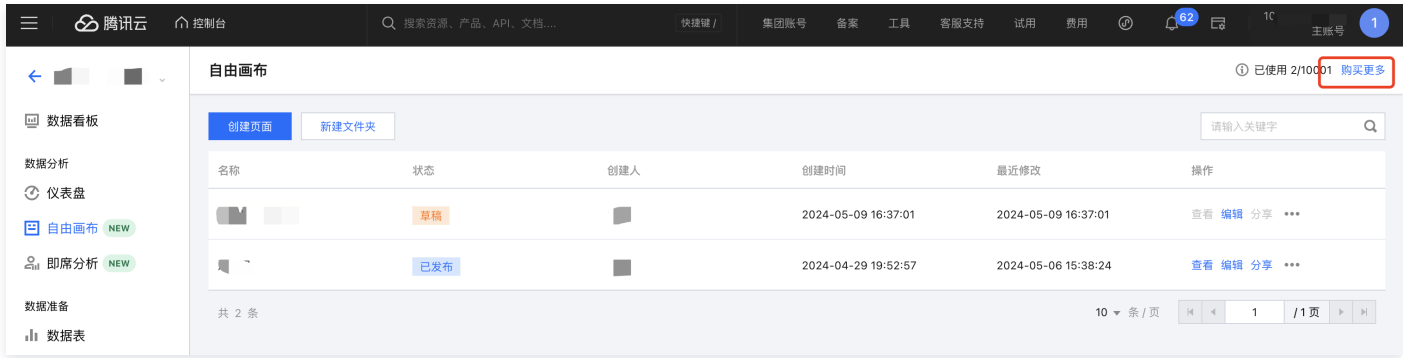 腾讯云 控制台 搜索资源、产品、API、文档.... 快捷键 / 集团账号 备案 工具 客服支持 试用 费用 62 主账号 1
自由画布 已使用 2/10001 购买更多
数据看板
创建页面 新建文件夹 请输入关键字
数据分析
名称 状态 创建人 创建时间 最近修改 操作
仪表盘
草稿 2024-05-09 16:37:01 2024-05-09 16:37:01 查看 编辑 分享 •••
自由画布 NEW
即席分析 NEW
已发布 2024-04-29 19:52:57 2024-05-06 15:38:24 查看 编辑 分享 •••
数据准备
共 2 条 10 条 / 页 1 / 1 页
数据表